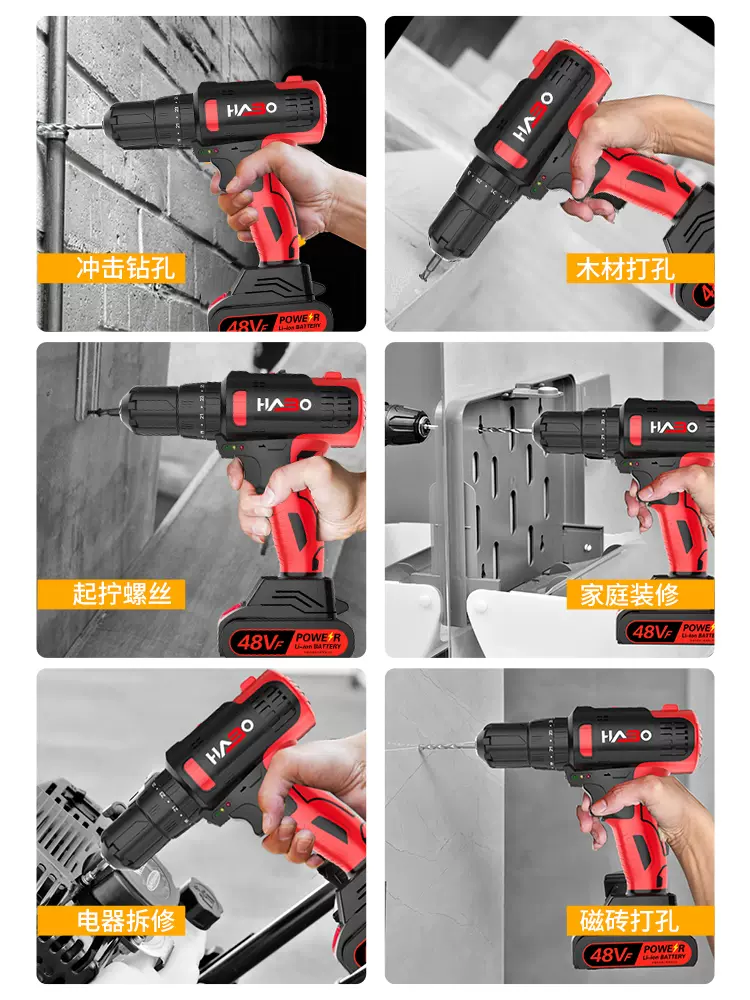 HABO
冲击钻孔
48VF
POWER
Li-ion BATTERY
HABO
木材打孔
HABO
起拧螺丝
48VF
POWER
Li-ion BATTERY
HABO
家庭装修
48VF
POWER
Li-ion BATTE
HABO
电器拆修
HABO
磁砖打孔
48VF
POWER
Li-ion BATTERY